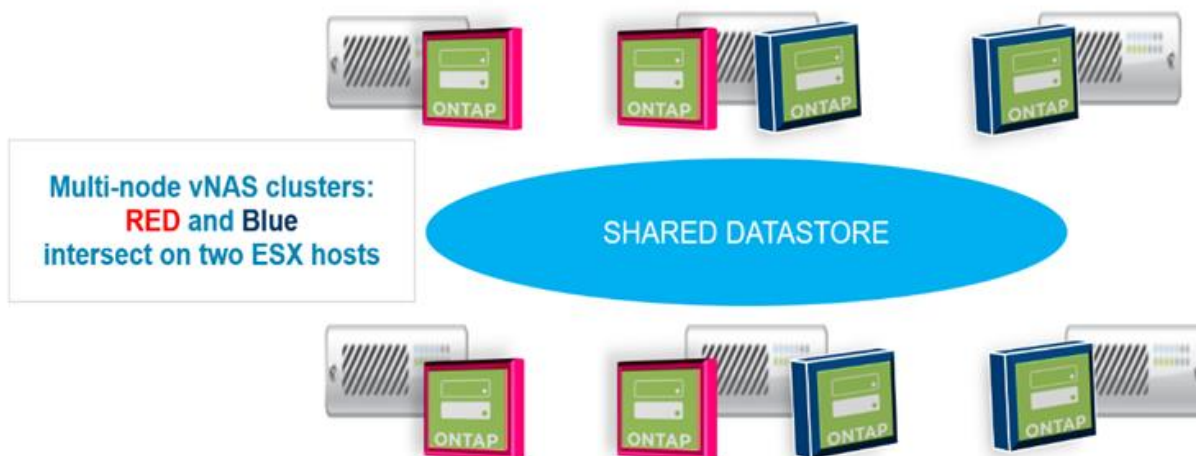 ONTAP
ONTAP
ONTAP
ONTAP
Multi-node vNAS clusters:
RED and Blue
intersect on two ESX hosts
SHARED DATASTORE
ONTAP
ONTAP
ONTAP
ONTAP